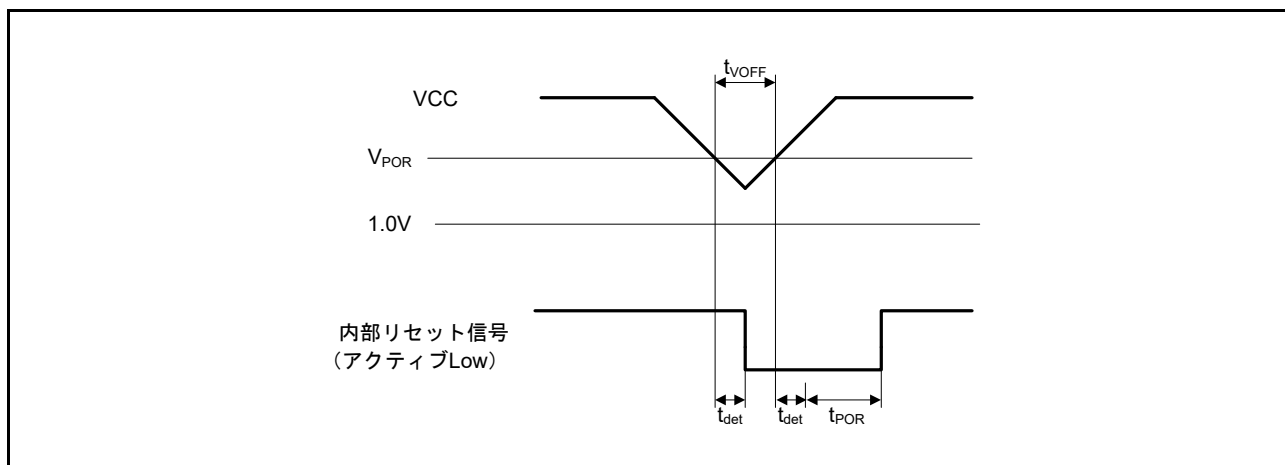 tVOFF
VCC
VPOR
1.0V
内部リセット信号
（アクティブLow）
tdet
tdet
tPOR